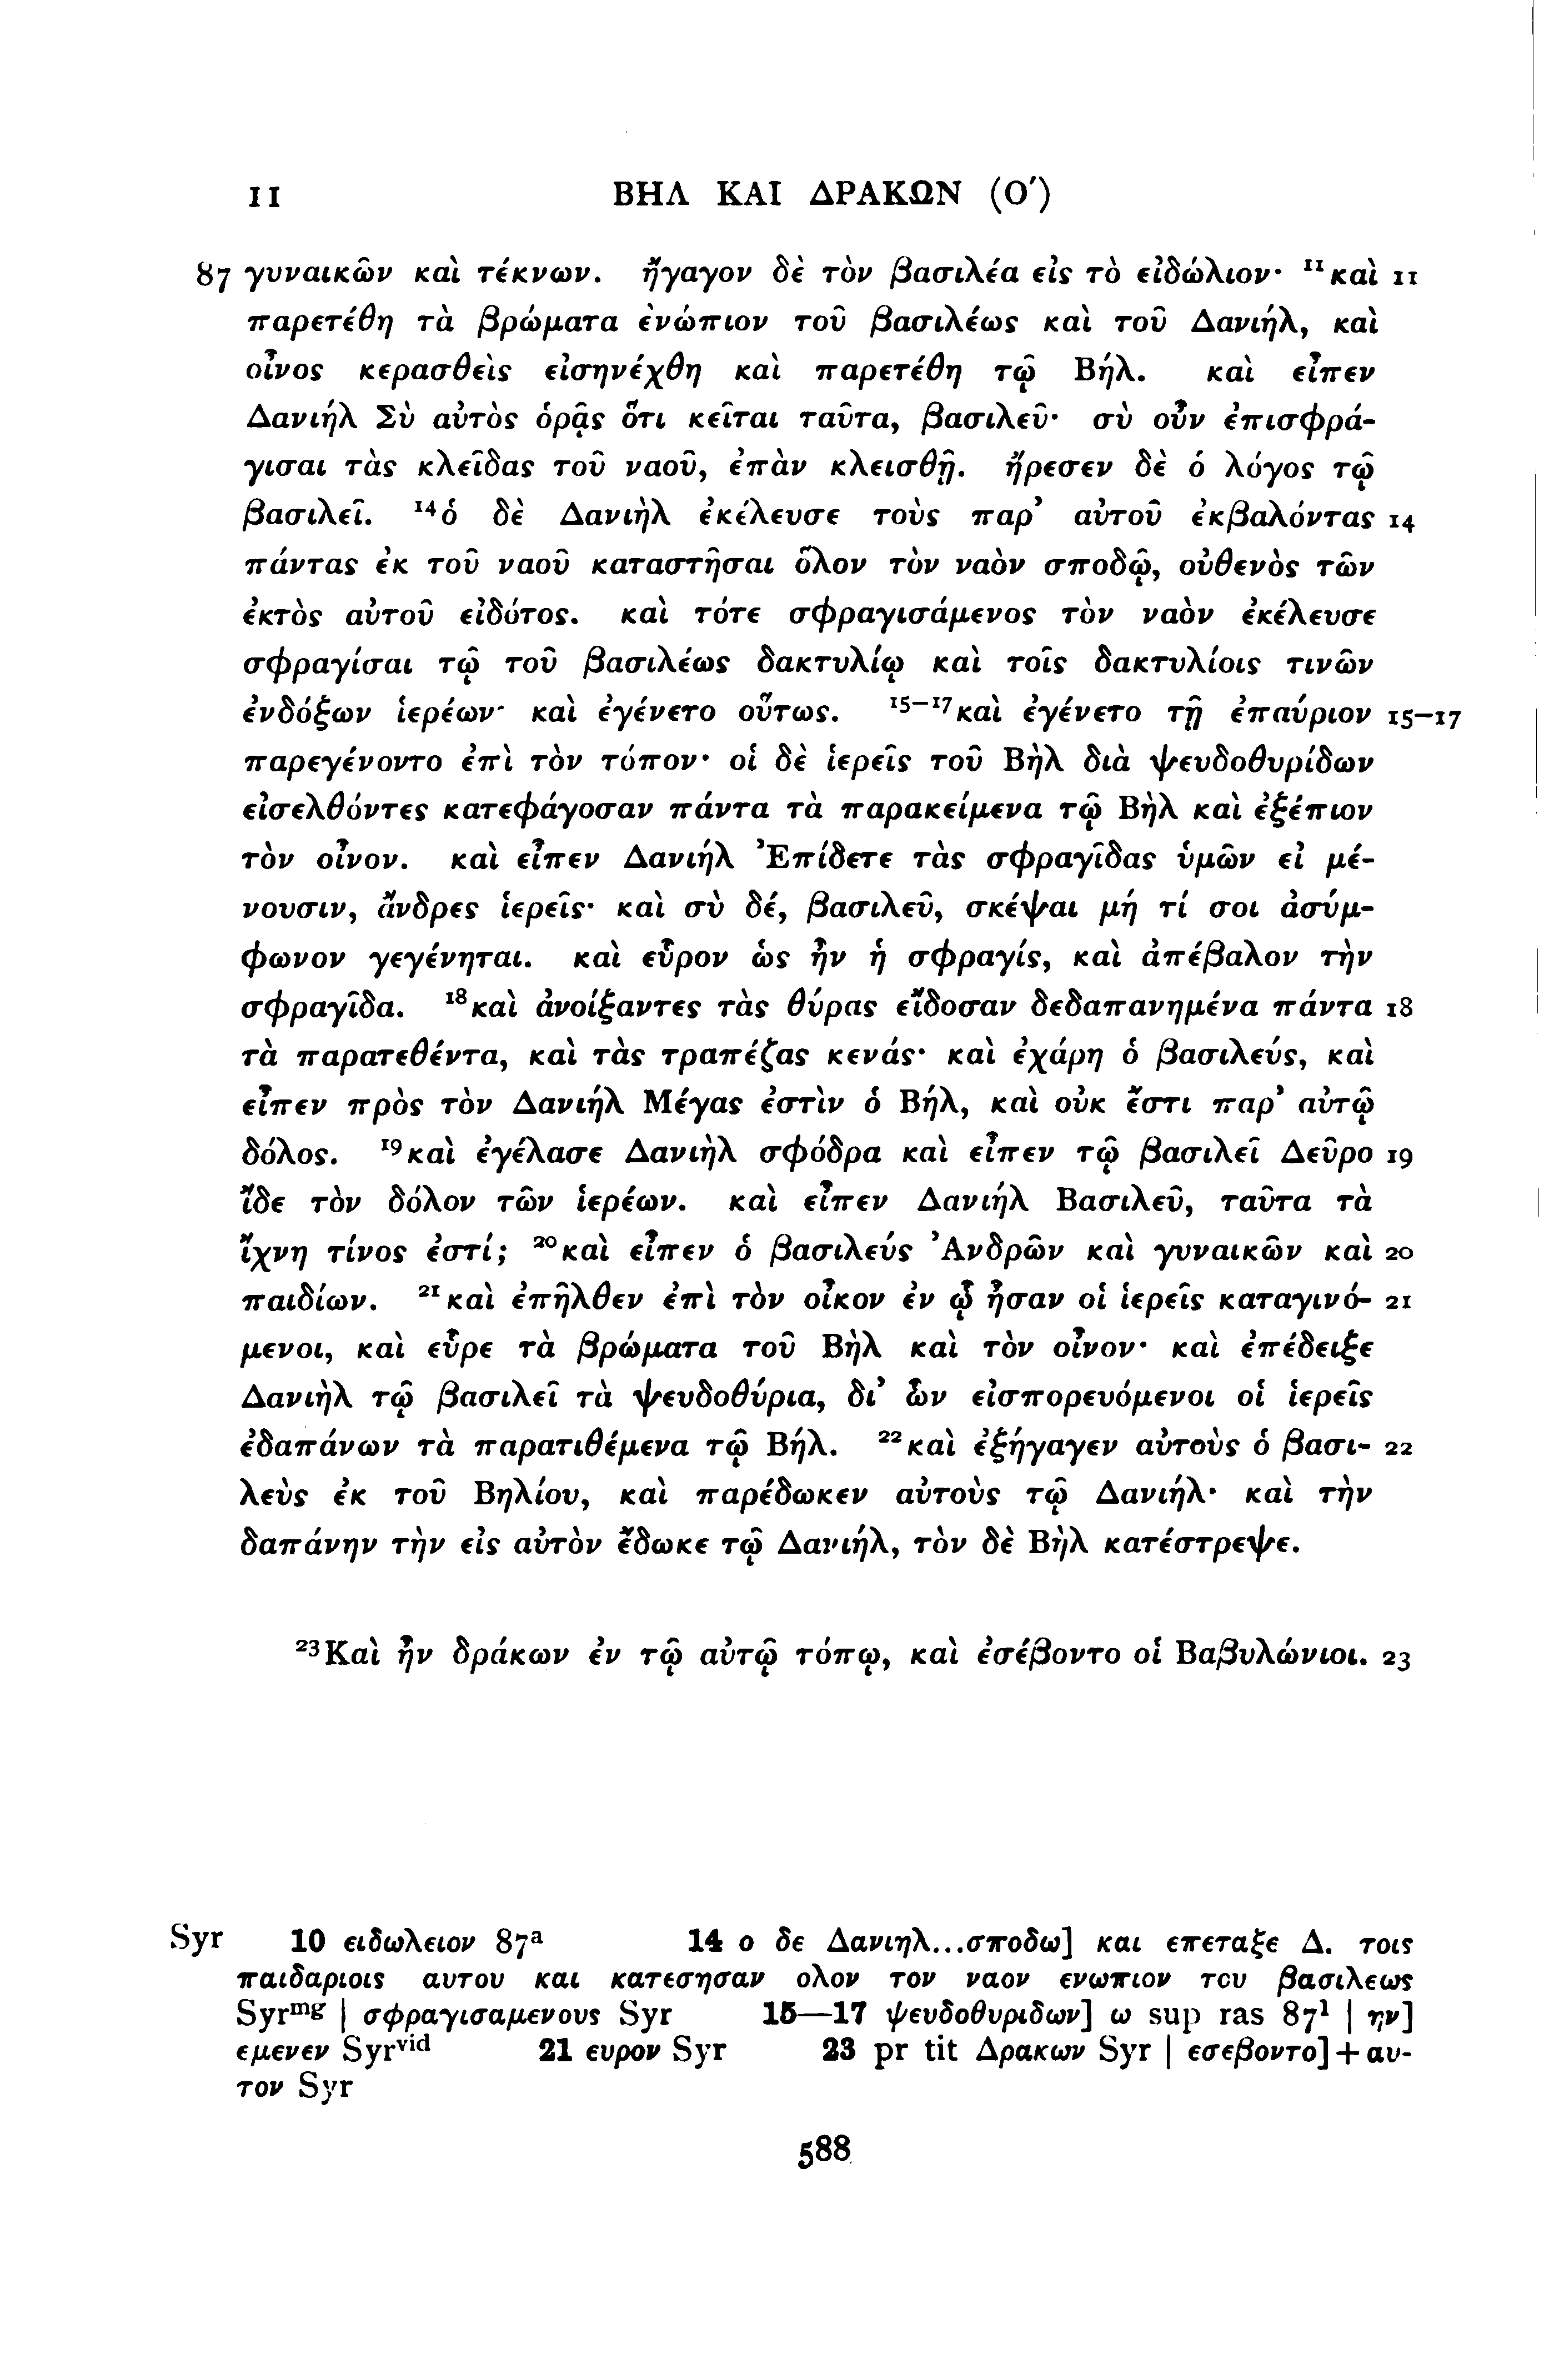 11 ΒΗΛ ΚΑΙ ΔΡΑΚΩΝ (Ο′)
87 γυναικῶν καὶ τέκνων. ἤγαγον δὲ τὸν βασιλέα εἰς τὸ εἰδώλιον· ¹¹καὶ 11
παρετέθη τὰ βρώματα ἐνώπιον τοῦ βασιλέως καὶ τοῦ Δανιήλ, καὶ
οἶνος κερασθεὶς εἰσηνέχθη καὶ παρετέθη τῷ Βήλ. καὶ εἶπεν
Δανιήλ Σὺ αὐτὸς ὁρᾷς ὅτι κεῖται ταῦτα, βασιλεῦ· σὺ οὖν ἐπισφρά-
γισαι τὰς κλεῖδας τοῦ ναοῦ, ἐπὰν κλεισθῇ. ἤρεσεν δὲ ὁ λόγος τῷ
βασιλεῖ. ¹⁴ὁ δὲ Δανιὴλ ἐκέλευσε τοὺς παρ’ αὐτοῦ ἐκβαλόντας 14
πάντας ἐκ τοῦ ναοῦ καταστῆσαι ὅλον τὸν ναὸν σποδῷ, οὐθενὸς τῶν
ἐκτὸς αὐτοῦ εἰδότος. καὶ τότε σφραγισάμενος τὸν ναὸν ἐκέλευσε
σφραγίσαι τῷ τοῦ βασιλέως δακτυλίῳ καὶ τοῖς δακτυλίοις τινῶν
ἐνδόξων ἱερέων· καὶ ἐγένετο οὕτως. ¹⁵⁻¹⁷καὶ ἐγένετο τῇ ἐπαύριον 15—17
παρεγένοντο ἐπὶ τὸν τόπον· οἱ δὲ ἱερεῖς τοῦ Βὴλ διὰ ψευδοθυρίδων
εἰσελθόντες κατεφάγοσαν πάντα τὰ παρακείμενα τῷ Βὴλ καὶ ἐξέπιον
τὸν οἶνον. καὶ εἶπεν Δανιήλ Ἐπίδετε τὰς σφραγῖδας ὑμῶν εἰ μέ-
νουσιν, ἄνδρες ἱερεῖς· καὶ σὺ δέ, βασιλεῦ, σκέψαι μή τί σοι ἀσύμ-
φωνον γεγένηται. καὶ εὗρον ὡς ἦν ἡ σφραγίς, καὶ ἀπέβαλον τὴν
σφραγῖδα. ¹⁸καὶ ἀνοίξαντες τὰς θύρας εἴδοσαν δεδαπανημένα πάντα 18
τὰ παρατεθέντα, καὶ τὰς τραπέζας κενάς· καὶ ἐχάρη ὁ βασιλεύς, καὶ
εἶπεν πρὸς τὸν Δανιήλ Μέγας ἐστὶν ὁ Βήλ, καὶ οὐκ ἔστι παρ’ αὐτῷ
δόλος. ¹⁹καὶ ἐγέλασε Δανιὴλ σφόδρα καὶ εἶπεν τῷ βασιλεῖ Δεῦρο 19
ἴδε τὸν δόλον τῶν ἱερέων. καὶ εἶπεν Δανιήλ Βασιλεῦ, ταῦτα τὰ
ἴχνη τίνος ἐστί; ²⁰καὶ εἶπεν ὁ βασιλεύς Ἀνδρῶν καὶ γυναικῶν καὶ 20
παιδίων. ²¹καὶ ἐπῆλθεν ἐπὶ τὸν οἶκον ἐν ᾧ ἦσαν οἱ ἱερεῖς καταγινό- 21
μενοι, καὶ εὗρε τὰ βρώματα τοῦ Βὴλ καὶ τὸν οἶνον· καὶ ἐπέδειξε
Δανιὴλ τῷ βασιλεῖ τὰ ψευδοθύρια, δι’ ὧν εἰσπορευόμενοι οἱ ἱερεῖς
ἐδαπάνων τὰ παρατιθέμενα τῷ Βήλ. ²²καὶ ἐξήγαγεν αὐτοὺς ὁ βασι- 22
λεὺς ἐκ τοῦ Βηλίου, καὶ παρέδωκεν αὐτοὺς τῷ Δανιήλ· καὶ τὴν
δαπάνην τὴν εἰς αὐτὸν ἔδωκε τῷ Δανιήλ, τὸν δὲ Βὴλ κατέστρεψε.
²³Καὶ ἦν δράκων ἐν τῷ αὐτῷ τόπῳ, καὶ ἐσέβοντο οἱ Βαβυλώνιοι. 23
Syr 10 ειδωλειον 87ᵃ 14 ο δε Δανιηλ...σποδω] και επεταξε Δ. τοις
παιδαριοις αυτου και κατεσησαν ολον τον ναον ενωπιον του βασιλεως
Syrᵐᵍ | σφραγισαμενους Syr 15—17 ψευδοθυριδων] ω sup ras 87¹ | ην]
εμενεν Syrᵛⁱᵈ 21 ευρον Syr 23 pr tit Δρακων Syr | εσεβοντο] + αυ-
τον Syr
588